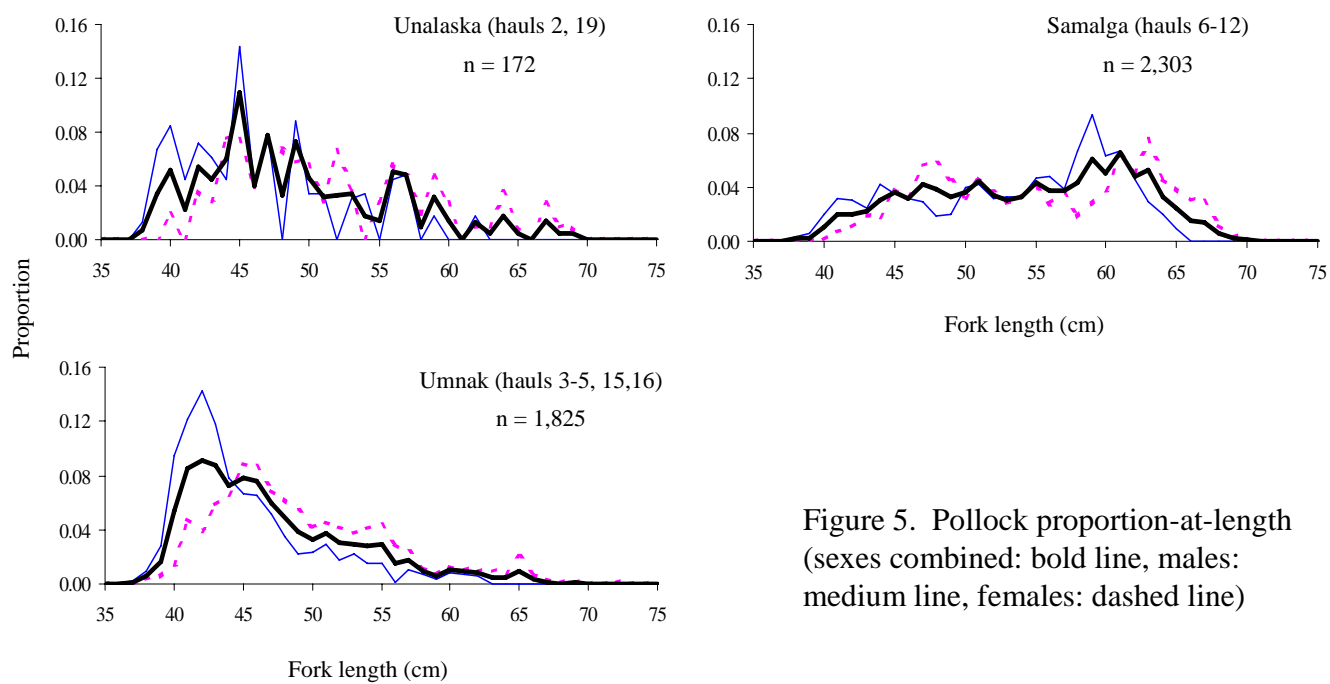 Unalaska (hauls 2, 19)
n = 172
0.16
0.12
0.08
0.04
0.00
35 40 45 50 55 60 65 70 75
Samalga (hauls 6-12)
n = 2,303
0.16
0.12
0.08
0.04
0.00
35 40 45 50 55 60 65 70 75
Fork length (cm)
Proportion
Umnak (hauls 3-5, 15,16)
n = 1,825
0.16
0.12
0.08
0.04
0.00
35 40 45 50 55 60 65 70 75
Fork length (cm)
Figure 5. Pollock proportion-at-length
(sexes combined: bold line, males:
medium line, females: dashed line)